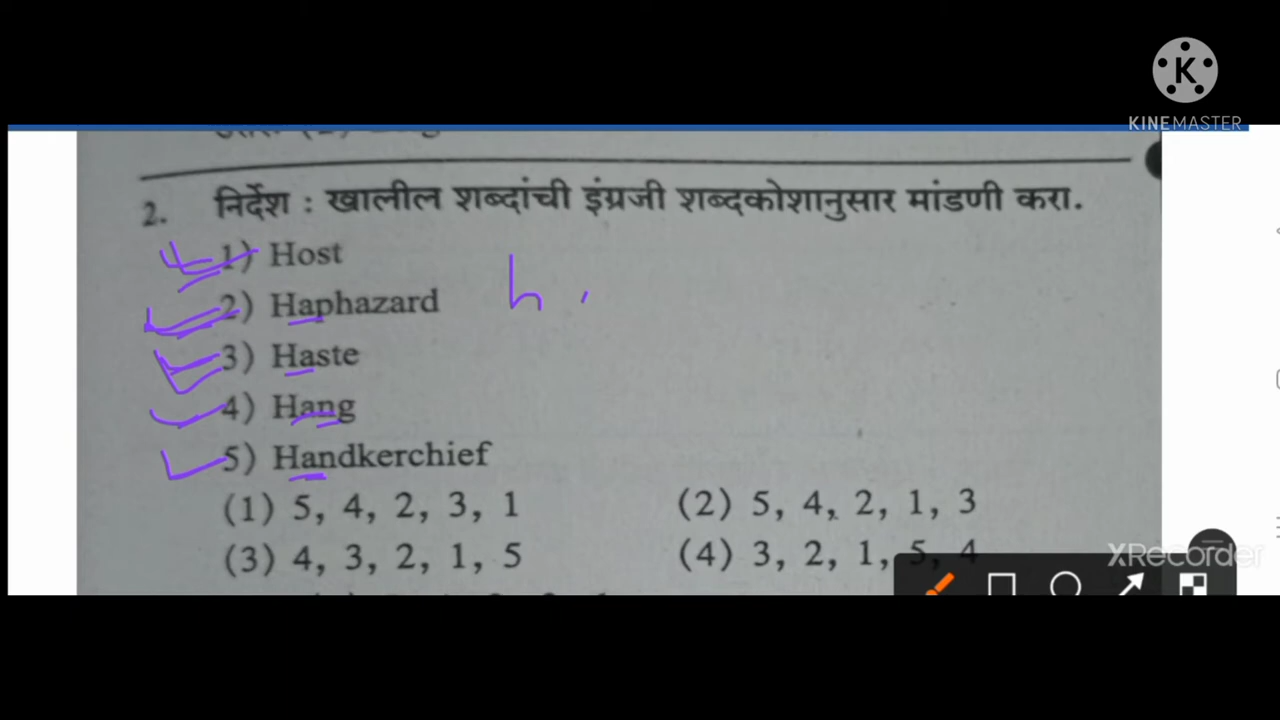 KINEMASTER
2. निर्देश : खालील शब्दांची इंग्रजी शब्दकोशानुसार मांडणी करा.
1) Host
2) Haphazard
h
3) Haste
4) Hang
5) Handkerchief
(1) 5, 4, 2, 3, 1 (2) 5, 4, 2, 1, 3
(3) 4, 3, 2, 1, 5 (4) 3, 2, 1, 5, 4
XRecorder